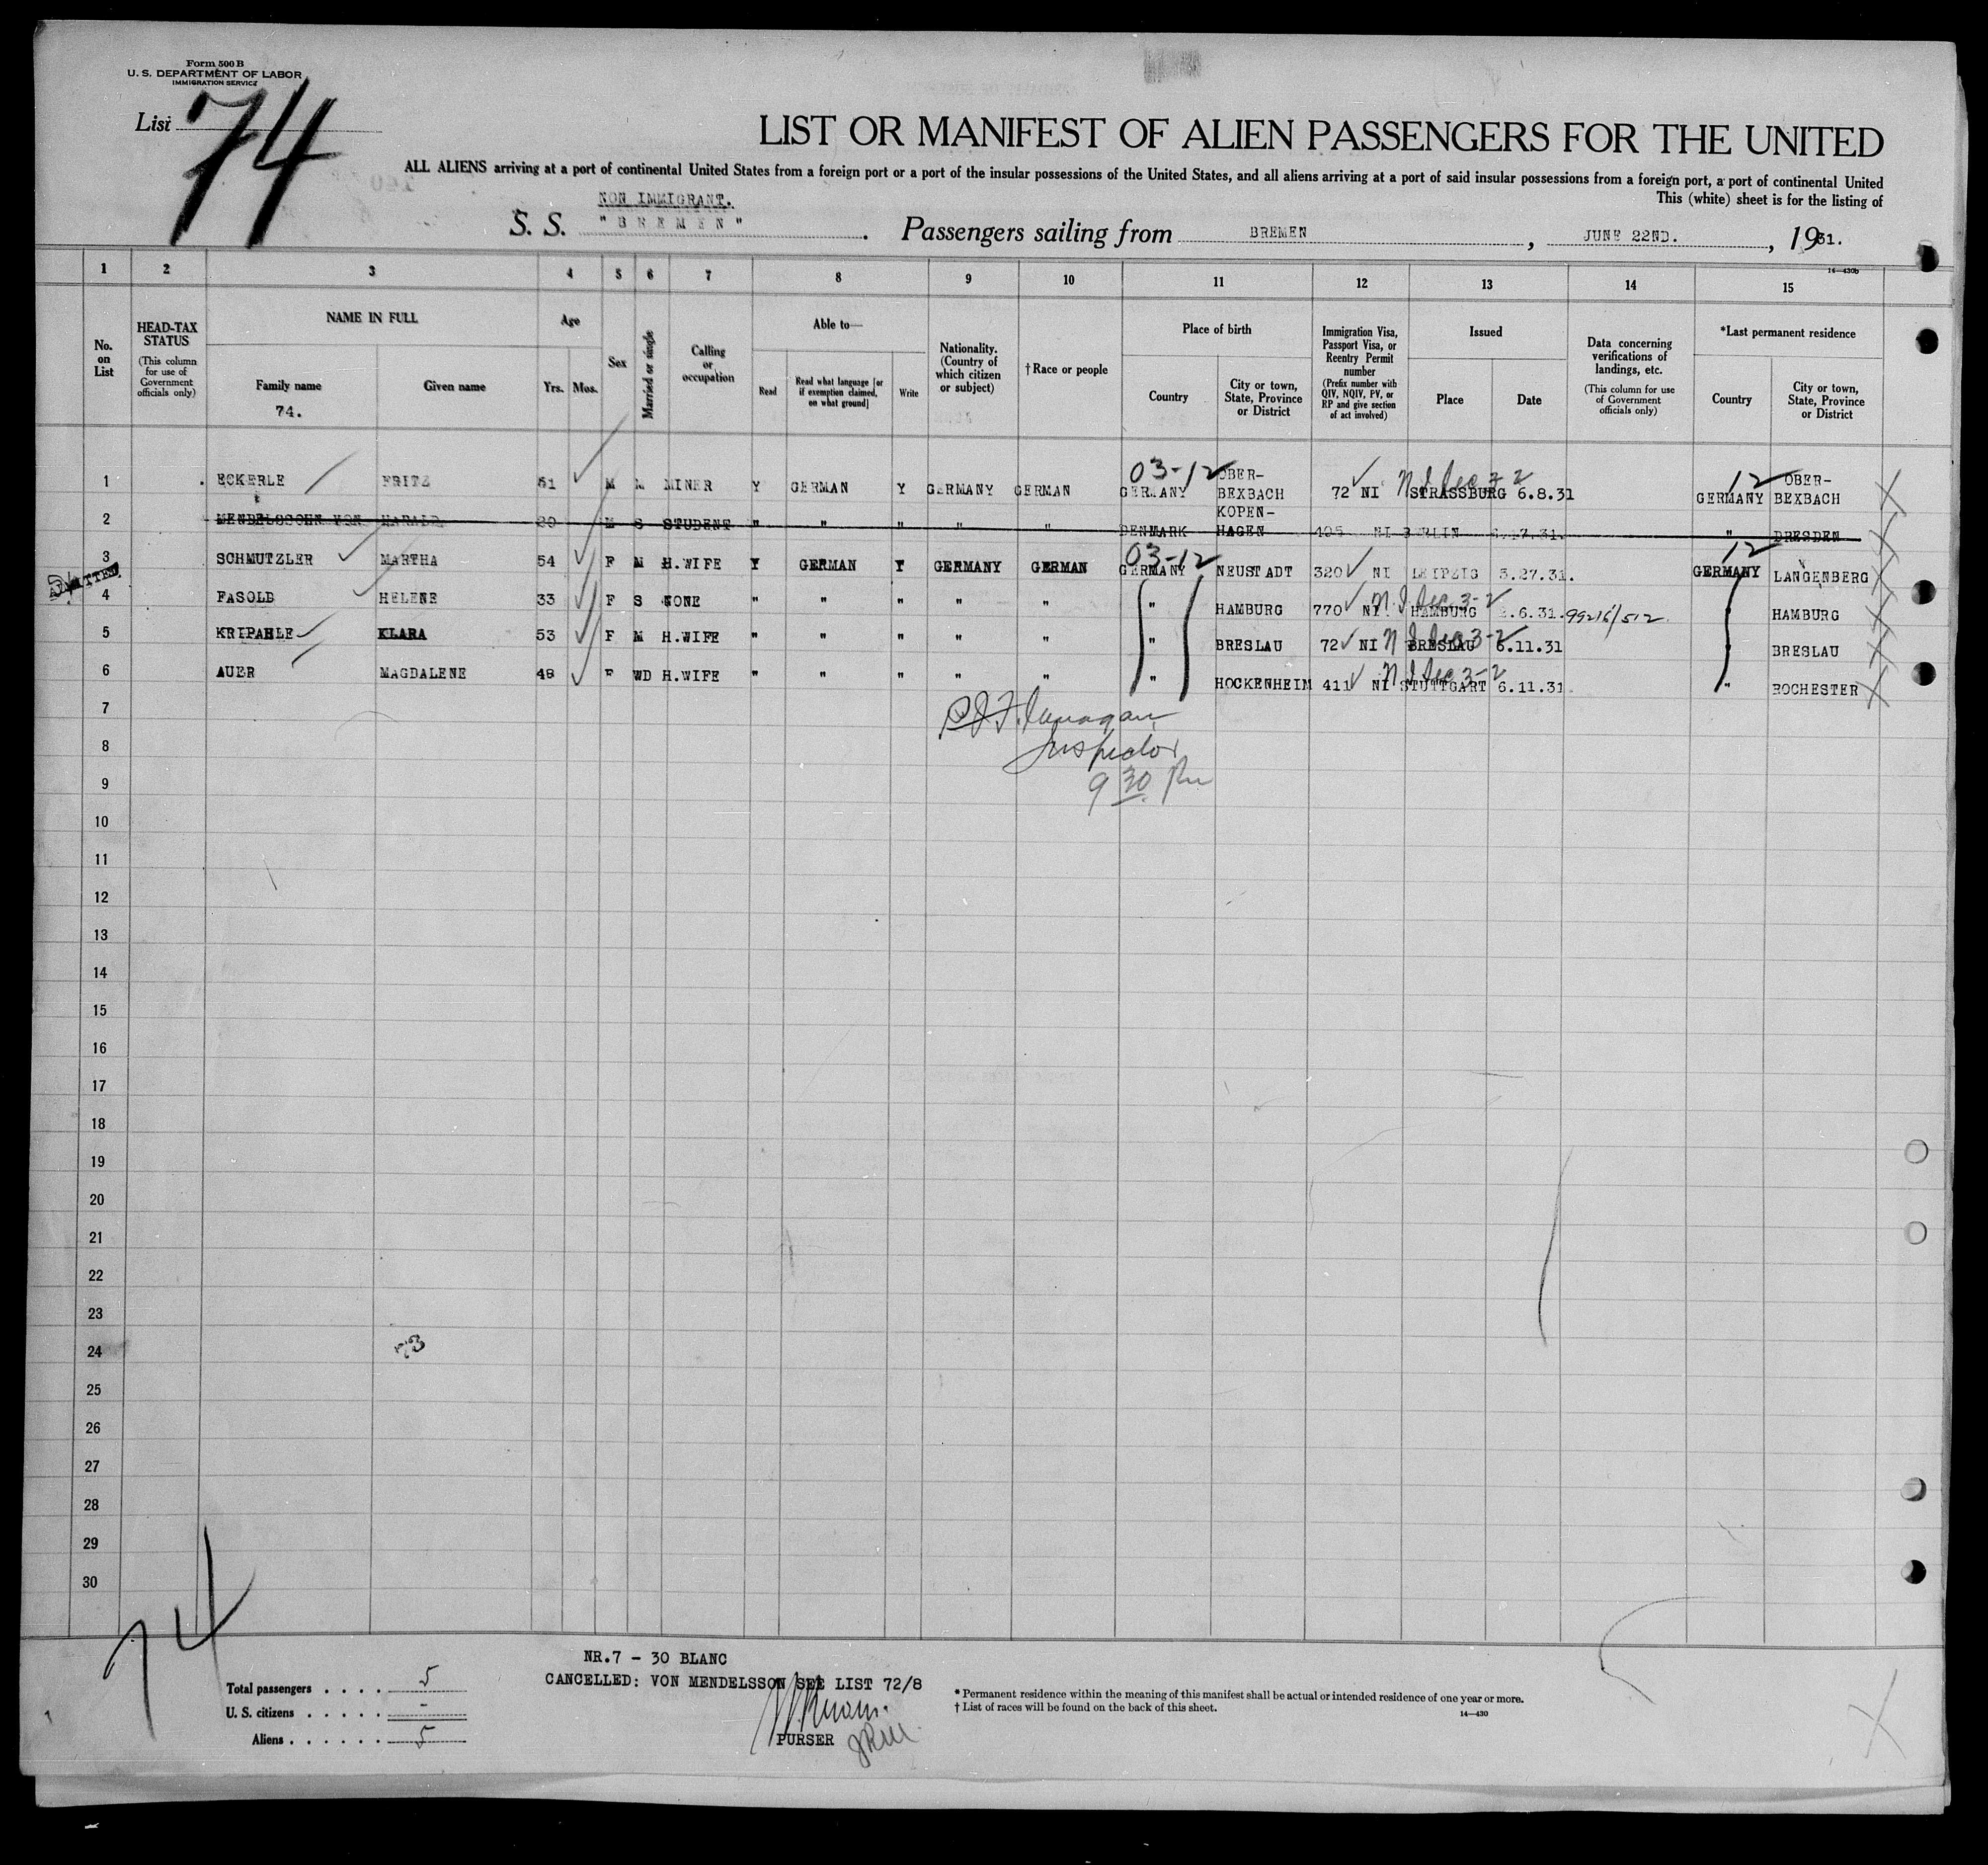 Form 500 B
U. S. DEPARTMENT OF LABOR
IMMIGRATION SERVICE
List 74
LIST OR MANIFEST OF ALIEN PASSENGERS FOR THE UNITED
ALL ALIENS arriving at a port of continental United States from a foreign port or a port of the insular possessions of the United States, and all aliens arriving at a port of said insular possessions from a foreign port, a port of continental United
This (white) sheet is for the listing of
NON IMMIGRANT.
S. S. "BREMEN". Passengers sailing from BREMEN, JUNE 22ND., 1931.
14—430b
1 2 3 4 5 6 7 8 9 10 11 12 13 14 15
No. on List
HEAD-TAX STATUS
(This column for use of Government officials only)
NAME IN FULL
Family name
74.
Given name
Age
Yrs. Mos.
Sex
Married or single
Calling or occupation
Able to—
Read
Read what language [or if exemption claimed, on what ground]
Write
Nationality. (Country of which citizen or subject)
†Race or people
Place of birth
Country
City or town, State, Province or District
Immigration Visa, Passport Visa, or Reentry Permit number
(Prefix number with QIV, NQIV, PV, or RP and give section of act involved)
Issued
Place
Date
Data concerning verifications of landings, etc.
(This column for use of Government officials only)
*Last permanent residence
Country
City or town, State, Province or District
03-12
12
1 ECKERLE FRITZ 51 M M MINER Y GERMAN Y GERMANY GERMAN GERMANY OBER-BEXBACH 72 NI STRASSBURG 6.8.31 GERMANY OBER-BEXBACH
2 MENDELSSOHN VON HARALD 20 M S STUDENT " " " " " DENMARK KOPEN-HAGEN 405 NI BERLIN " DRESDEN
03-12
12
3 SCHMUTZLER MARTHA 54 F M H.WIFE Y GERMAN Y GERMANY GERMAN GERMANY NEUSTADT 320 NI LEIPZIG 3.27.31. GERMANY LANGENBERG
ADMITTED
4 FASOLD HELENE 33 F S NONE " " " " " " HAMBURG 770 NI HAMBURG 99216/512 " HAMBURG
5 KRIPAHLE KLARA 53 F M H.WIFE " " " " " " BRESLAU 72 NI BRESLAU 6.11.31 " BRESLAU
6 AUER MAGDALENE 48 F WD H.WIFE " " " " " " HOCKENHEIM 411 NI STUTTGART 6.11.31. " ROCHESTER
7
Flanagan
8
Inspector
9
9 30
10
11
12
13
14
15
16
17
18
19
20
21
22
23
24
73
25
26
27
28
29
30
74
NR.7 - 30 BLANC
CANCELLED: VON MENDELSSON SEE LIST 72/8
PURSER
Total passengers . . . . 5
U. S. citizens . . . . . -
Aliens . . . . . . 5
* Permanent residence within the meaning of this manifest shall be actual or intended residence of one year or more.
† List of races will be found on the back of this sheet.
14—430